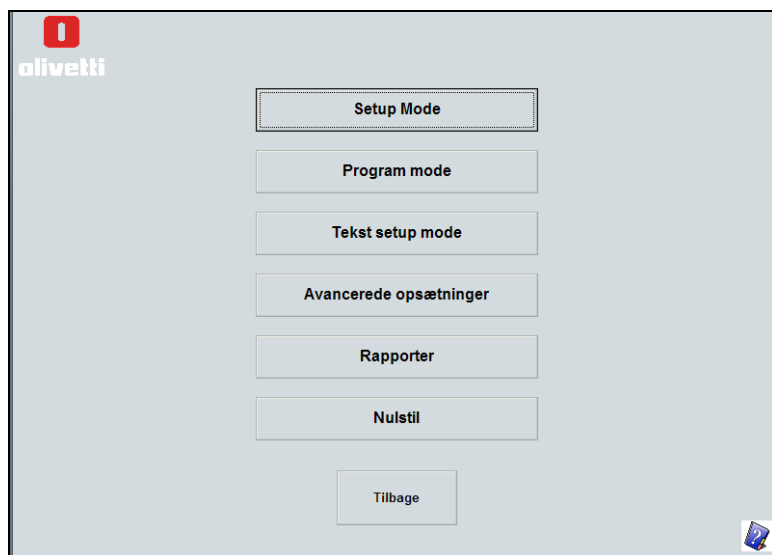 olivetti
Setup Mode
Program mode
Tekst setup mode
Avancerede opsætninger
Rapporter
Nulstil
Tilbage
?